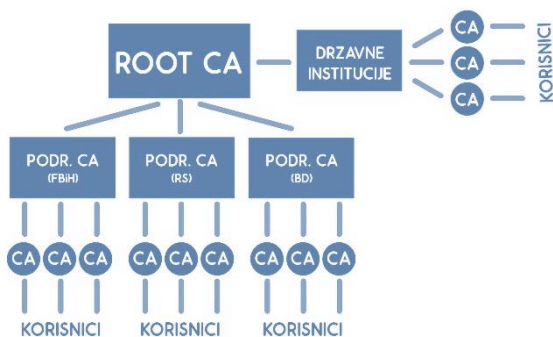 ROOT CA
DRZAVNE
INSTITUCIJE
CA
CA
CA
KORISNICI
PODR. CA
(FBiH)
PODR. CA
(RS)
PODR. CA
(BD)
CA CA CA
CA CA CA
CA CA CA
KORISNICI
KORISNICI
KORISNICI